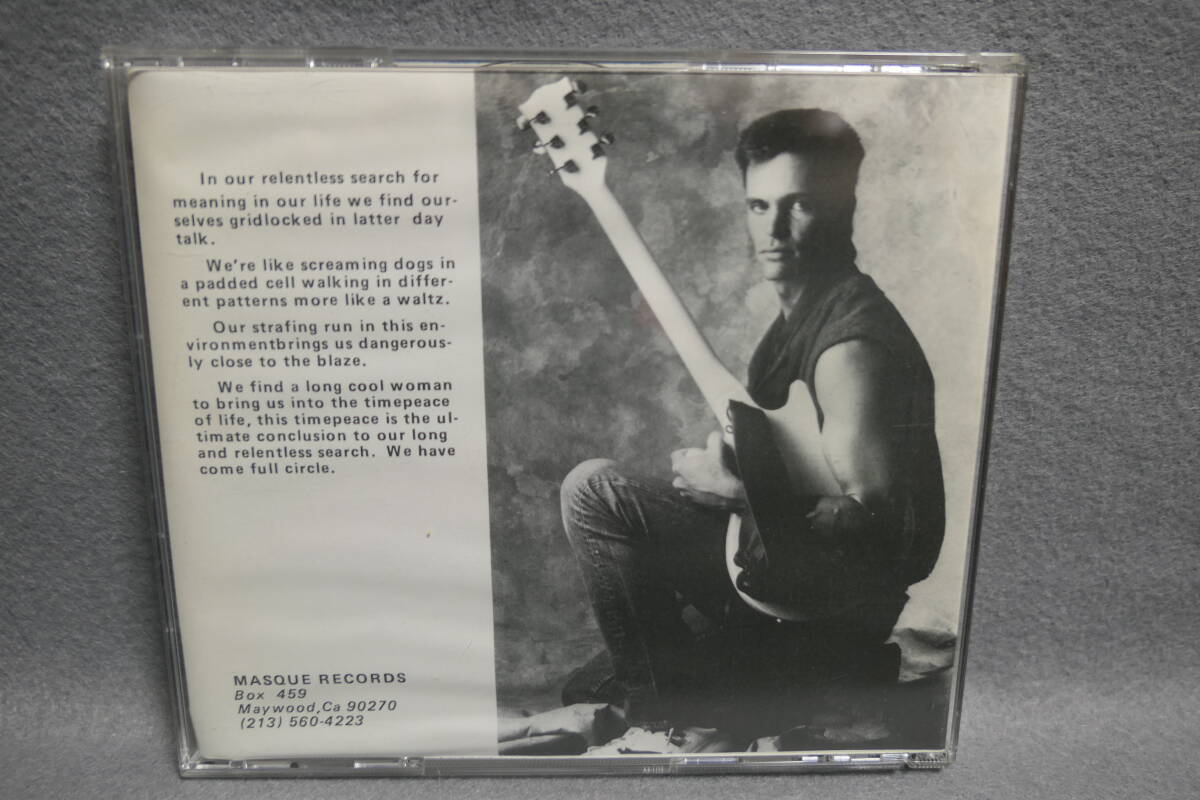 In our relentless search for
meaning in our life we find our-
selves gridlocked in latter day
talk.
We're like screaming dogs in
a padded cell walking in differ-
ent patterns more like a waltz.
Our strafing run in this en-
vironmentbrings us dangerous-
ly close to the blaze.
We find a long cool woman
to bring us into the timepeace
of life, this timepeace is the ul-
timate conclusion to our long
and relentless search. We have
come full circle.
MASQUE RECORDS
Box 459
Maywood,Ca 90270
(213) 560-4223